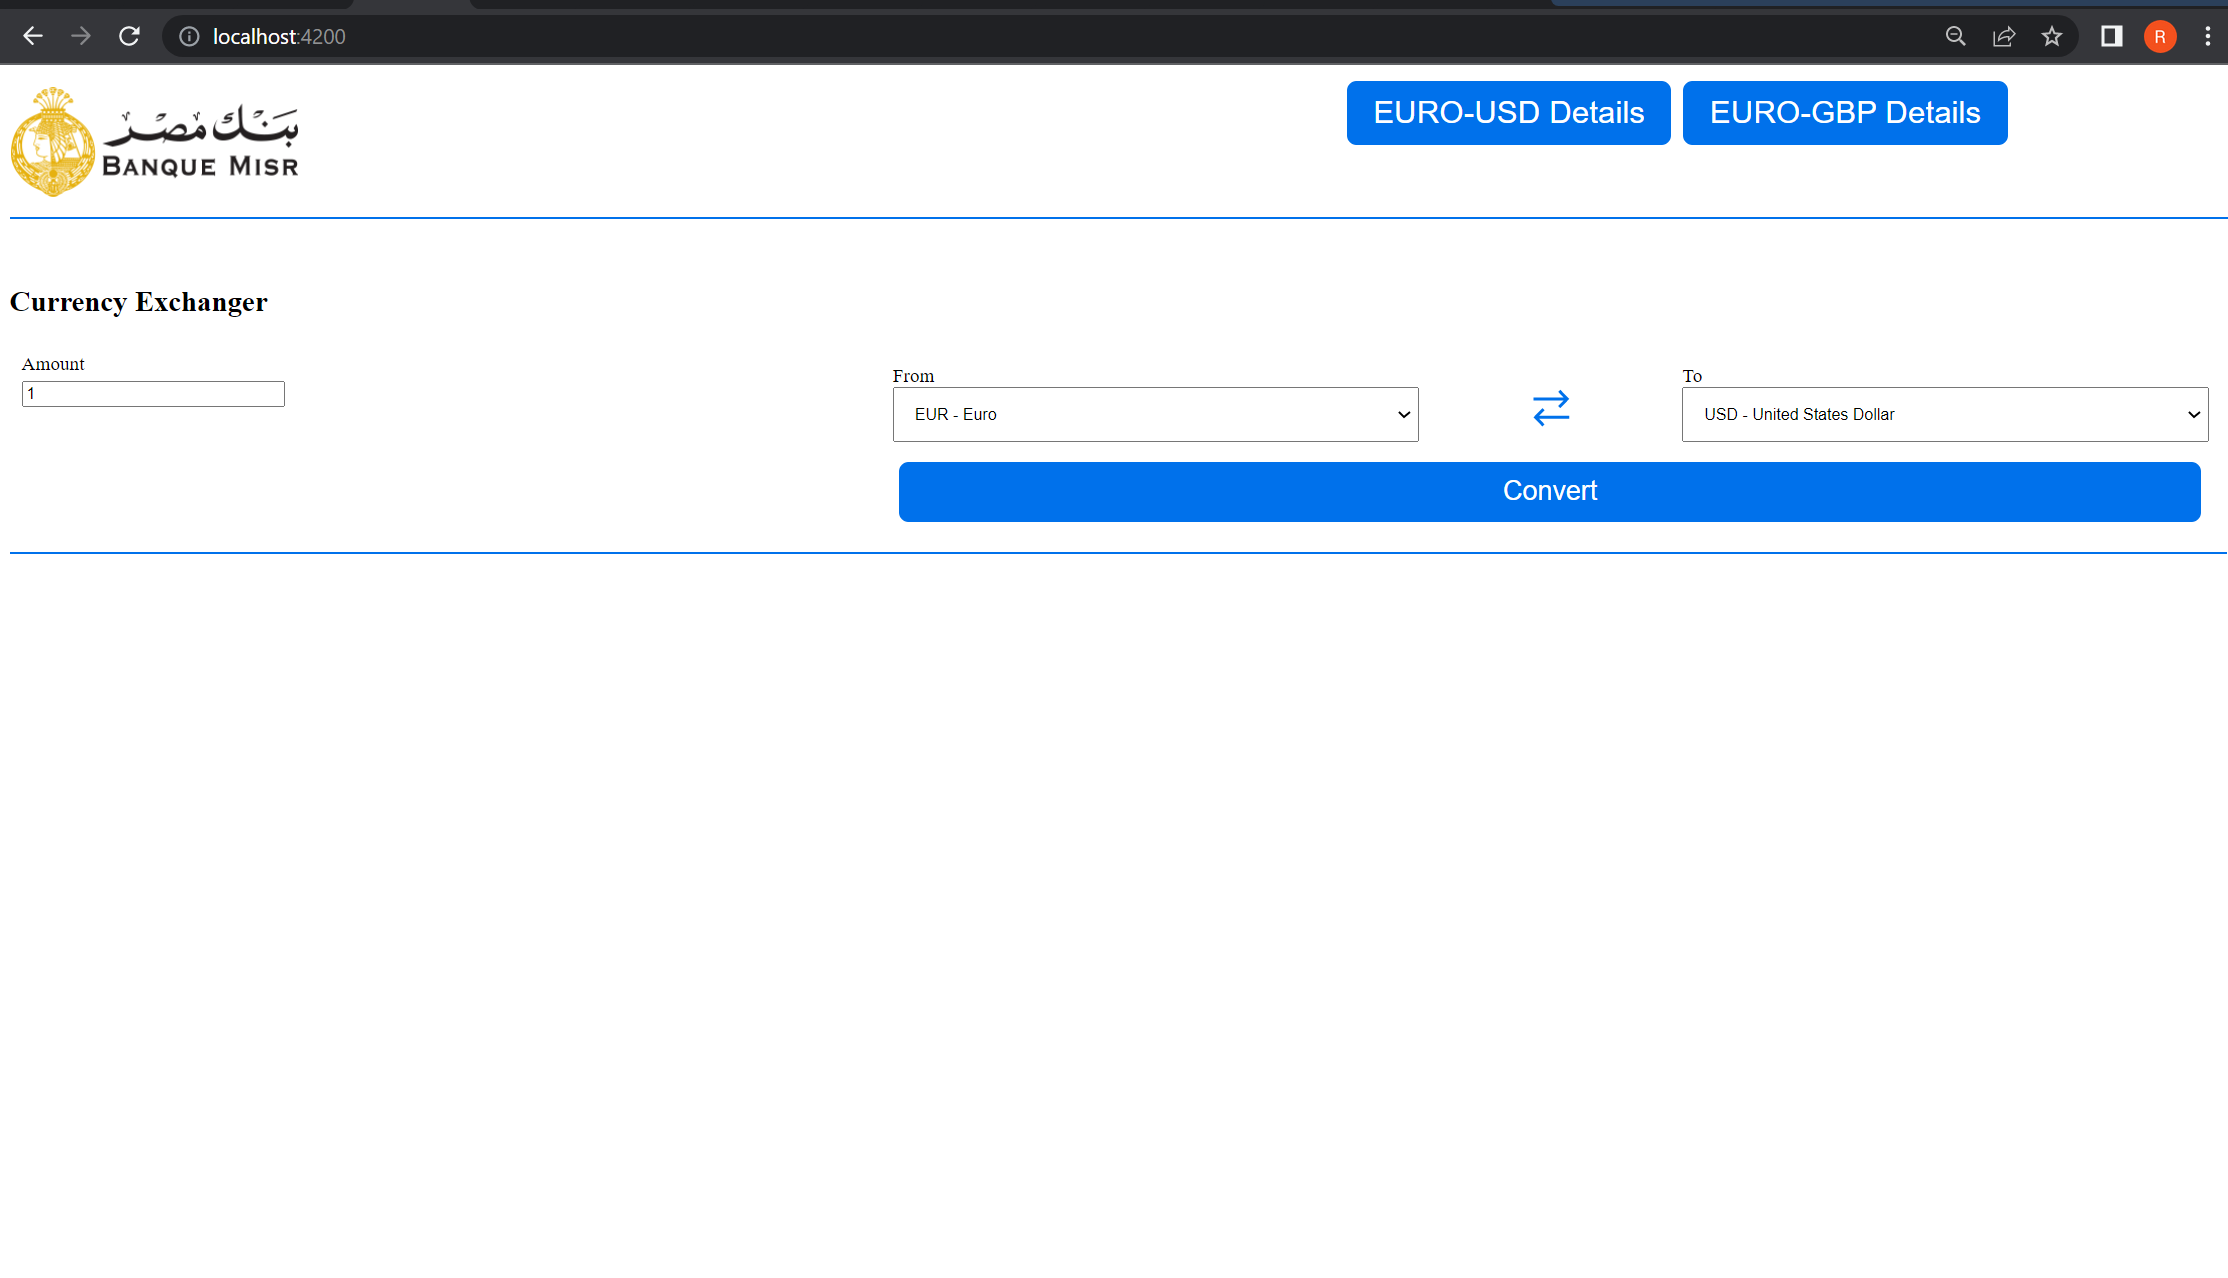 localhost:4200
R
بنك مصر
BANQUE MISR
EURO-USD Details
EURO-GBP Details
Currency Exchanger
Amount
1
From
EUR - Euro
To
USD - United States Dollar
Convert